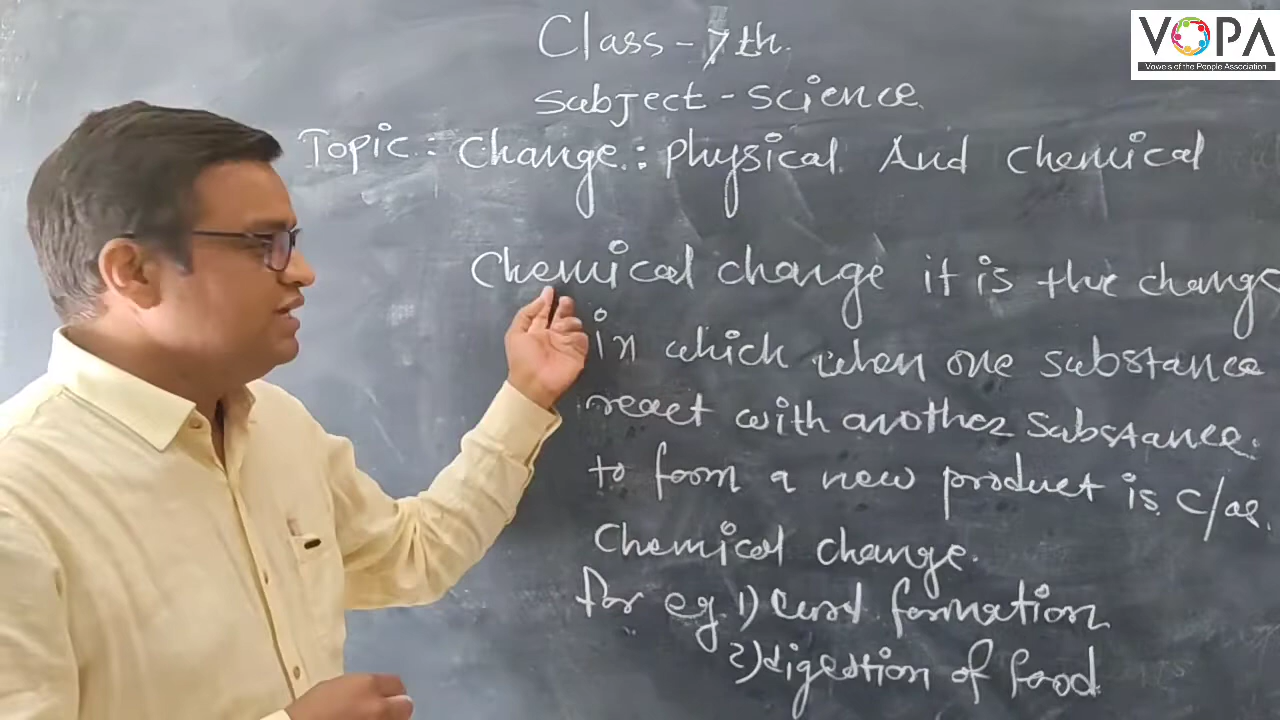 Class - 7th.
Subject - Science
Topic : Change : Physical And Chemical
Chemical change it is the change
in which when one substance
react with another substance.
to form a new product is c/as.
Chemical change.
for eg. 1) Curd formation
2) digestion of food
VOPA
Vowels of the People Association